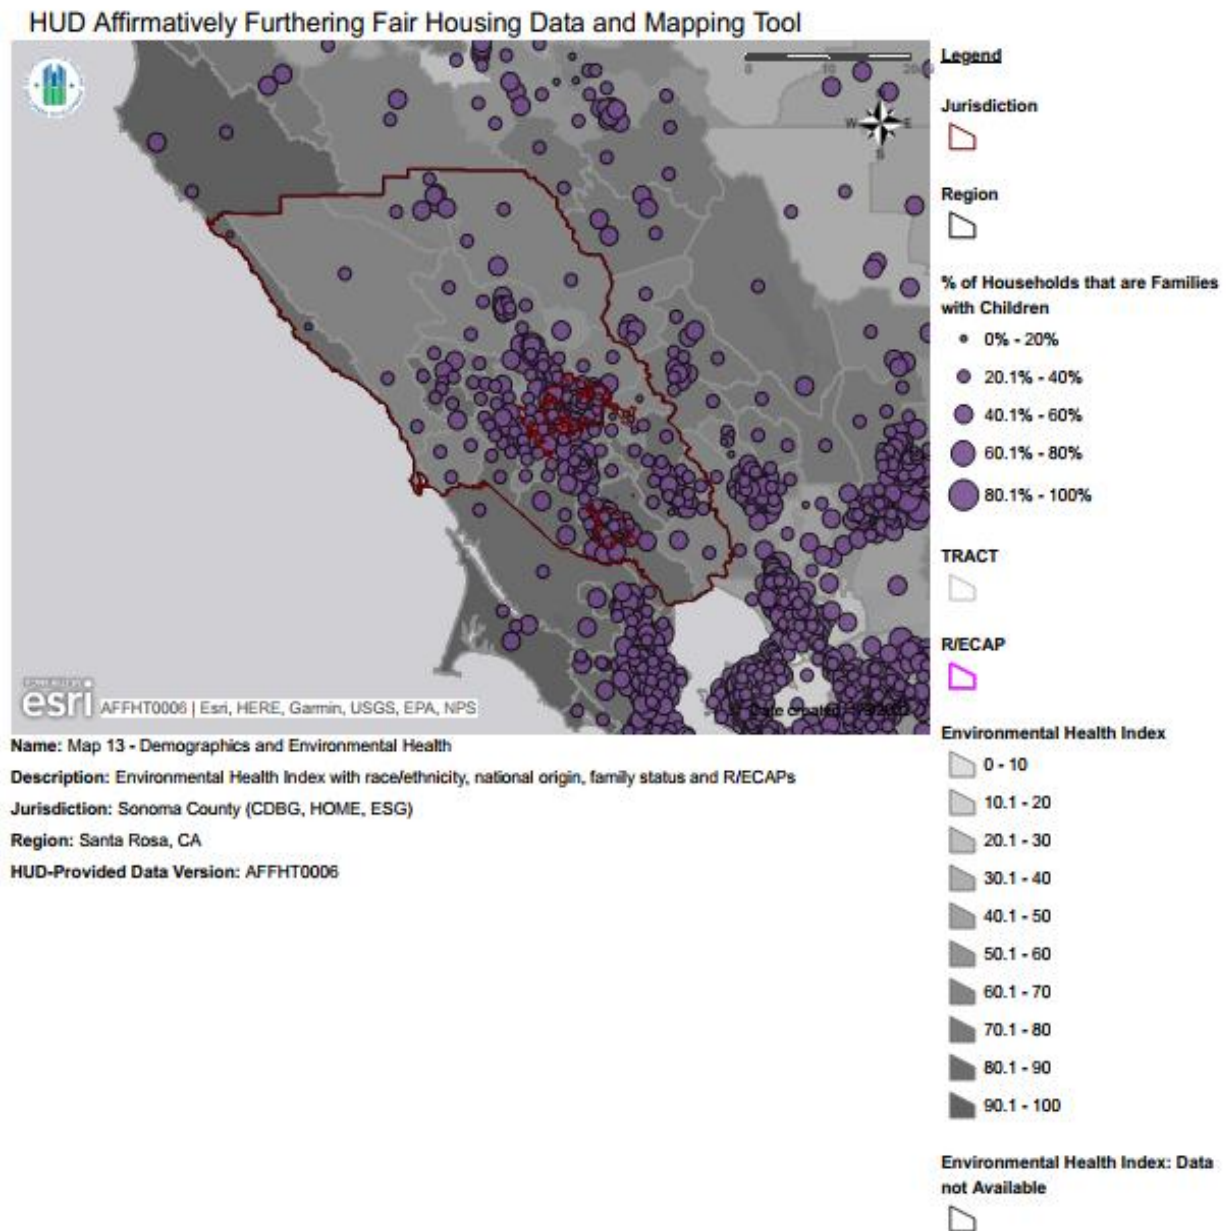 HUD Affirmatively Furthering Fair Housing Data and Mapping Tool
Legend
0 10
Jurisdiction
W E
S
Region
% of Households that are Families
with Children
0% - 20%
20.1% - 40%
40.1% - 60%
60.1% - 80%
80.1% - 100%
TRACT
R/ECAP
Environmental Health Index
0 - 10
10.1 - 20
20.1 - 30
30.1 - 40
40.1 - 50
50.1 - 60
60.1 - 70
70.1 - 80
80.1 - 90
90.1 - 100
Environmental Health Index: Data
not Available
POWERED BY
esri
AFFHT0006 | Esri, HERE, Garmin, USGS, EPA, NPS
Date created
Name: Map 13 - Demographics and Environmental Health
Description: Environmental Health Index with race/ethnicity, national origin, family status and R/ECAPs
Jurisdiction: Sonoma County (CDBG, HOME, ESG)
Region: Santa Rosa, CA
HUD-Provided Data Version: AFFHT0006